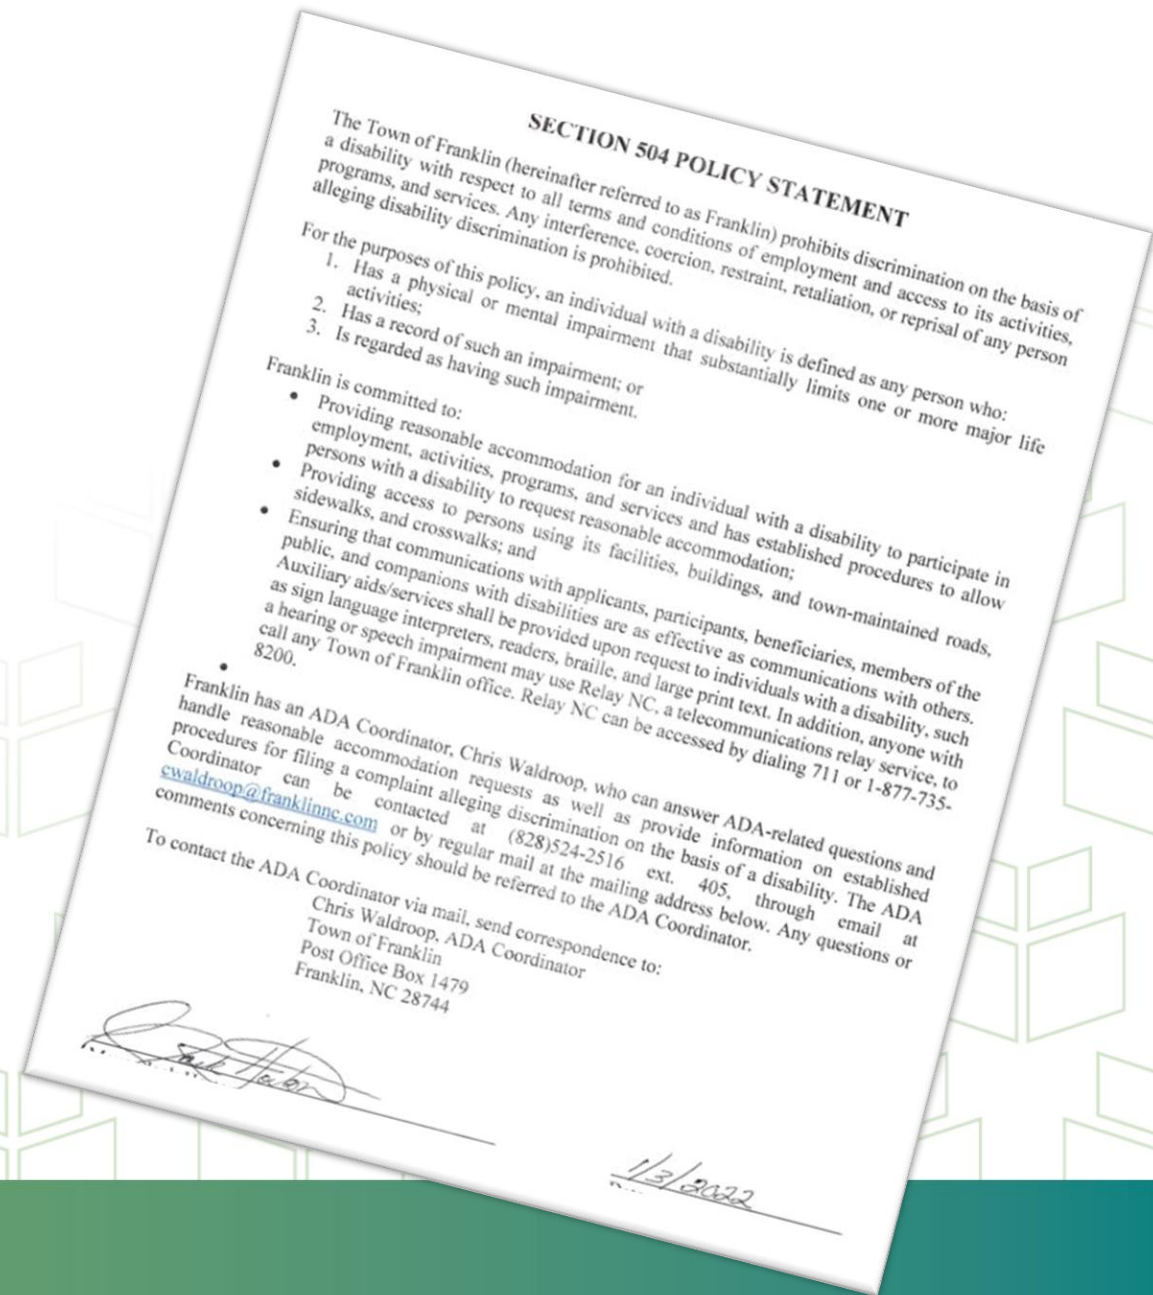 SECTION 504 POLICY STATEMENT
The Town of Franklin (hereinafter referred to as Franklin) prohibits discrimination on the basis of
a disability with respect to all terms and conditions of employment and access to its activities,
programs, and services. Any interference, coercion, restraint, retaliation, or reprisal of any person
alleging disability discrimination is prohibited.
For the purposes of this policy, an individual with a disability is defined as any person who:
1. Has a physical or mental impairment that substantially limits one or more major life
activities;
2. Has a record of such an impairment; or
3. Is regarded as having such impairment.
Franklin is committed to:
• Providing reasonable accommodation for an individual with a disability to participate in
employment, activities, programs, and services and has established procedures to allow
persons with a disability to request reasonable accommodation;
• Providing access to persons using its facilities, buildings, and town-maintained roads,
sidewalks, and crosswalks; and
• Ensuring that communications with applicants, participants, beneficiaries, members of the
public, and companions with disabilities are as effective as communications with others.
Auxiliary aids/services shall be provided upon request to individuals with a disability, such
as sign language interpreters, readers, braille, and large print text. In addition, anyone with
a hearing or speech impairment may use Relay NC, a telecommunications relay service, to
call any Town of Franklin office. Relay NC can be accessed by dialing 711 or 1-877-735-
8200.
•
Franklin has an ADA Coordinator, Chris Waldroop, who can answer ADA-related questions and
handle reasonable accommodation requests as well as provide information on established
procedures for filing a complaint alleging discrimination on the basis of a disability. The ADA
Coordinator can be contacted at (828)524-2516 ext. 405, through email at
cwaldroop@franklinnc.com or by regular mail at the mailing address below. Any questions or
comments concerning this policy should be referred to the ADA Coordinator.
To contact the ADA Coordinator via mail, send correspondence to:
Chris Waldroop, ADA Coordinator
Town of Franklin
Post Office Box 1479
Franklin, NC 28744
1/3/2022